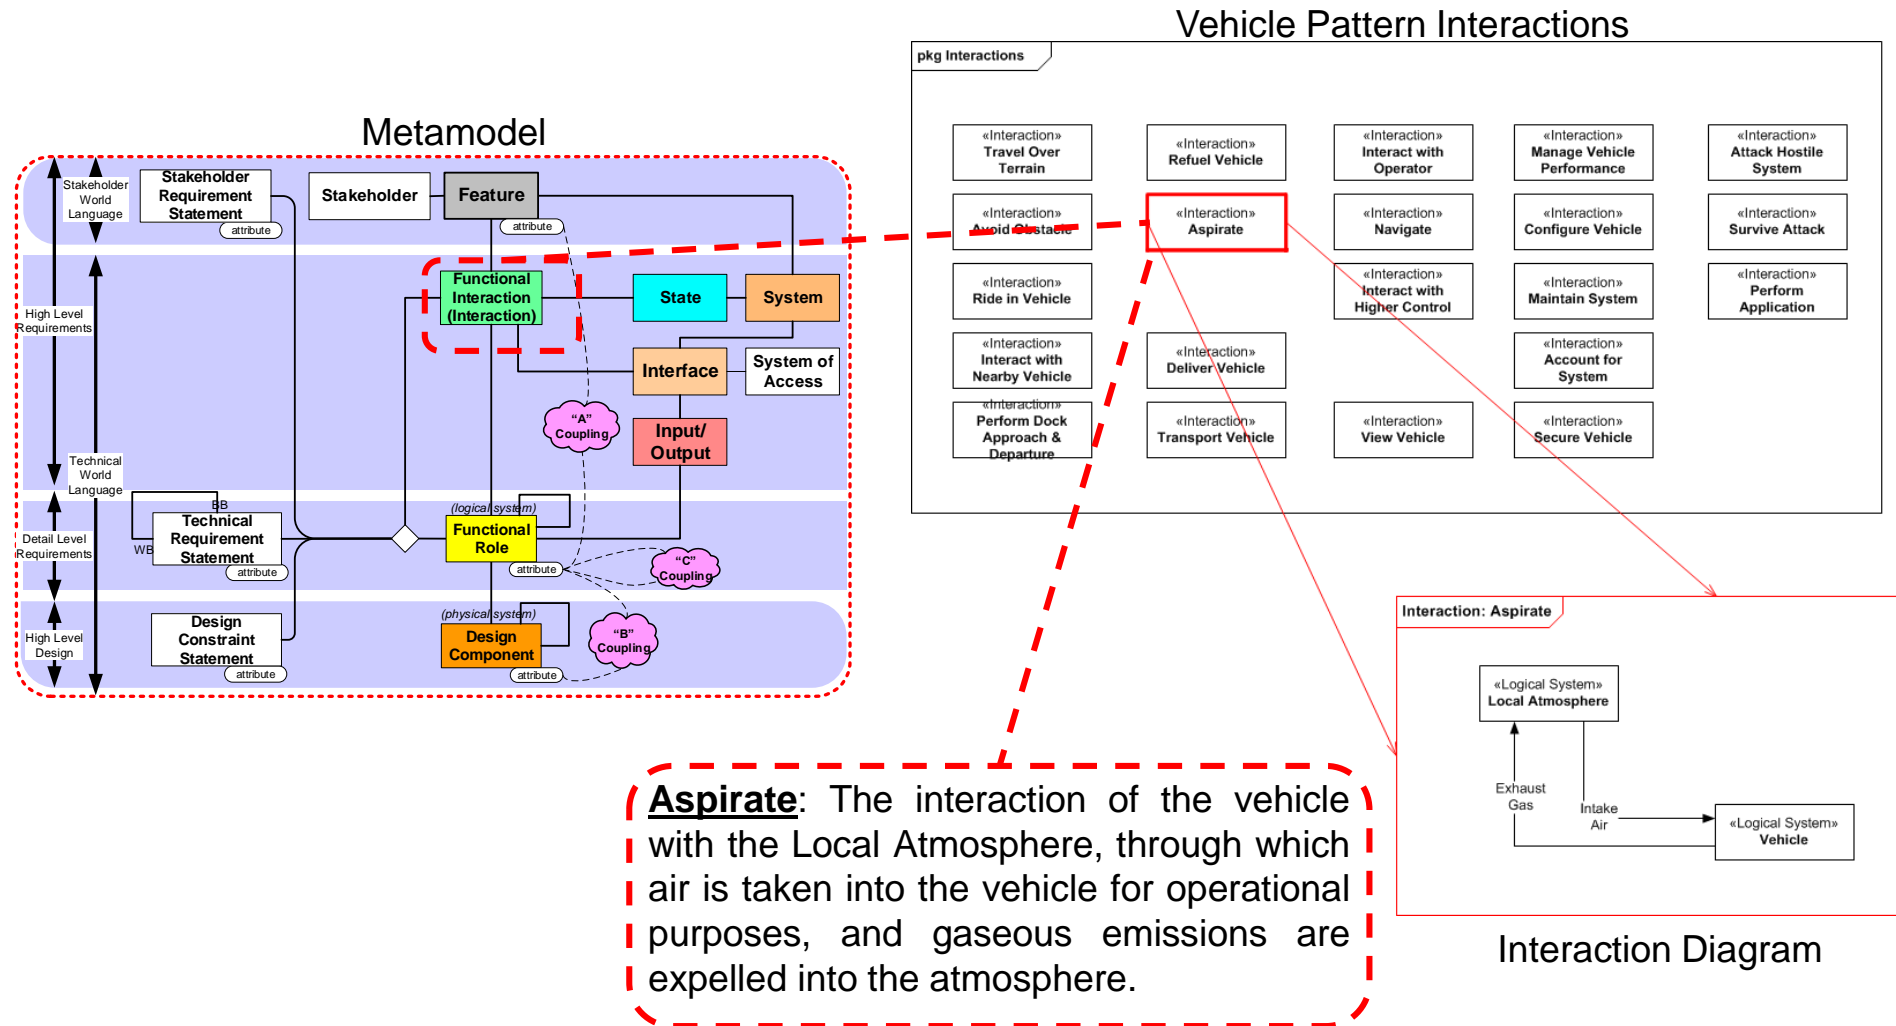 Vehicle Pattern Interactions
pkg Interactions
«Interaction»
Travel Over
Terrain
«Interaction»
Refuel Vehicle
«Interaction»
Interact with
Operator
«Interaction»
Manage Vehicle
Performance
«Interaction»
Attack Hostile
System
«Interaction»
Avoid Obstacle
«Interaction»
Aspirate
«Interaction»
Navigate
«Interaction»
Configure Vehicle
«Interaction»
Survive Attack
«Interaction»
Ride in Vehicle
«Interaction»
Interact with
Higher Control
«Interaction»
Maintain System
«Interaction»
Perform
Application
«Interaction»
Interact with
Nearby Vehicle
«Interaction»
Deliver Vehicle
«Interaction»
Account for
System
«Interaction»
Perform Dock
Approach &
Departure
«Interaction»
Transport Vehicle
«Interaction»
View Vehicle
«Interaction»
Secure Vehicle
Metamodel
Stakeholder
World
Language
High Level
Requirements
Technical
World
Language
Detail Level
Requirements
High Level
Design
Stakeholder
Requirement
Statement
attribute
Stakeholder
Feature
attribute
Functional
Interaction
(Interaction)
State
System
Interface
System of
Access
"A"
Coupling
Input/
Output
BB
WB
Technical
Requirement
Statement
attribute
(logical system)
Functional
Role
attribute
"C"
Coupling
Design
Constraint
Statement
attribute
(physical system)
Design
Component
attribute
"B"
Coupling
Aspirate: The interaction of the vehicle
with the Local Atmosphere, through which
air is taken into the vehicle for operational
purposes, and gaseous emissions are
expelled into the atmosphere.
Interaction: Aspirate
«Logical System»
Local Atmosphere
Exhaust
Gas
Intake
Air
«Logical System»
Vehicle
Interaction Diagram